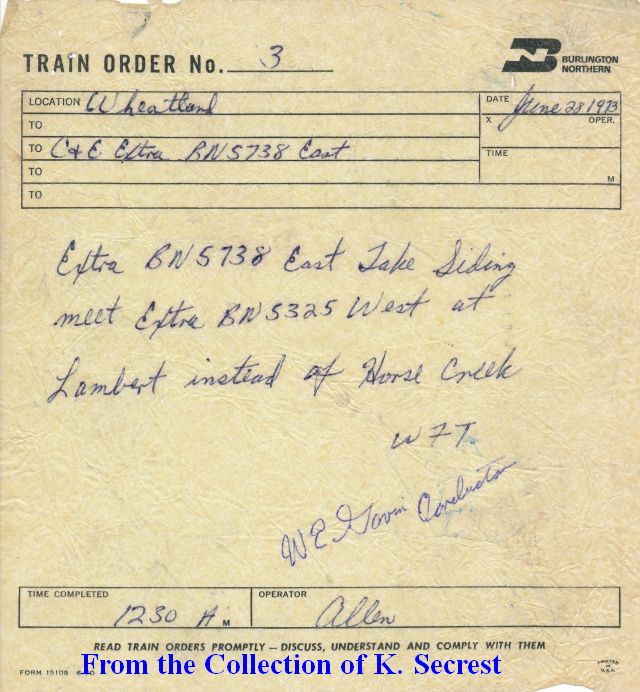 TRAIN ORDER No. 3
BURLINGTON
NORTHERN
LOCATION Wheatland
DATE June 28 1973
TO
X OPER.
TO C+E Extra BN5738 East
TIME
TO
M
TO
Extra BN5738 East Take Siding
meet Extra BN5325 West at
Lambert instead of Horse Creek
WFT.
WE Conductor
TIME COMPLETED
1230 A M
OPERATOR
Allen
READ TRAIN ORDERS PROMPTLY — DISCUSS, UNDERSTAND AND COMPLY WITH THEM
FORM 15108
PRINTED
IN
U.S.A.
From the Collection of K. Secrest